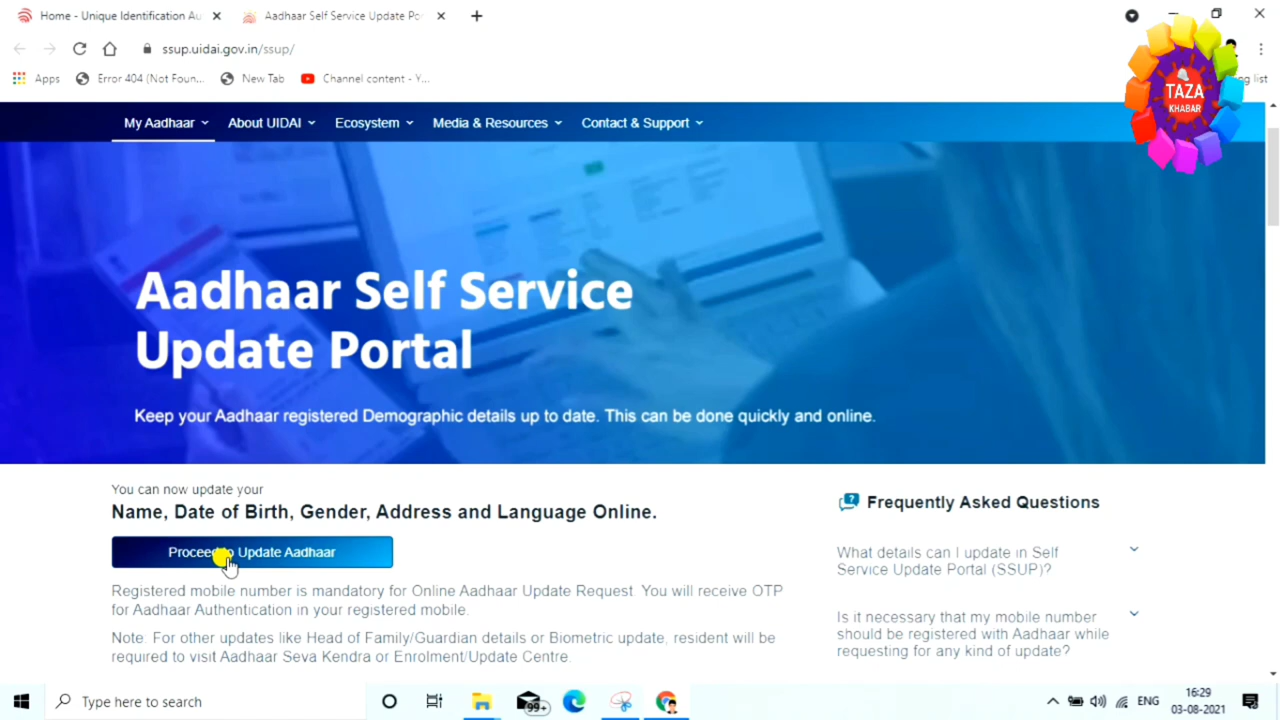 Home - Unique Identification Au
Aadhaar Self Service Update Po
ssup.uidai.gov.in/ssup/
Apps
Error 404 (Not Foun...
New Tab
Channel content - Y...
TAZA
KHABAR
My Aadhaar
About UIDAI
Ecosystem
Media & Resources
Contact & Support
Aadhaar Self Service
Update Portal
Keep your Aadhaar registered Demographic details up to date. This can be done quickly and online.
You can now update your
Name, Date of Birth, Gender, Address and Language Online.
Proceed to Update Aadhaar
Registered mobile number is mandatory for Online Aadhaar Update Request. You will receive OTP
for Aadhaar Authentication in your registered mobile.
Note: For other updates like Head of Family/Guardian details or Biometric update, resident will be
required to visit Aadhaar Seva Kendra or Enrolment/Update Centre.
Frequently Asked Questions
What details can I update in Self
Service Update Portal (SSUP)?
Is it necessary that my mobile number
should be registered with Aadhaar while
requesting for any kind of update?
Type here to search
99+
ENG
16:29
03-08-2021